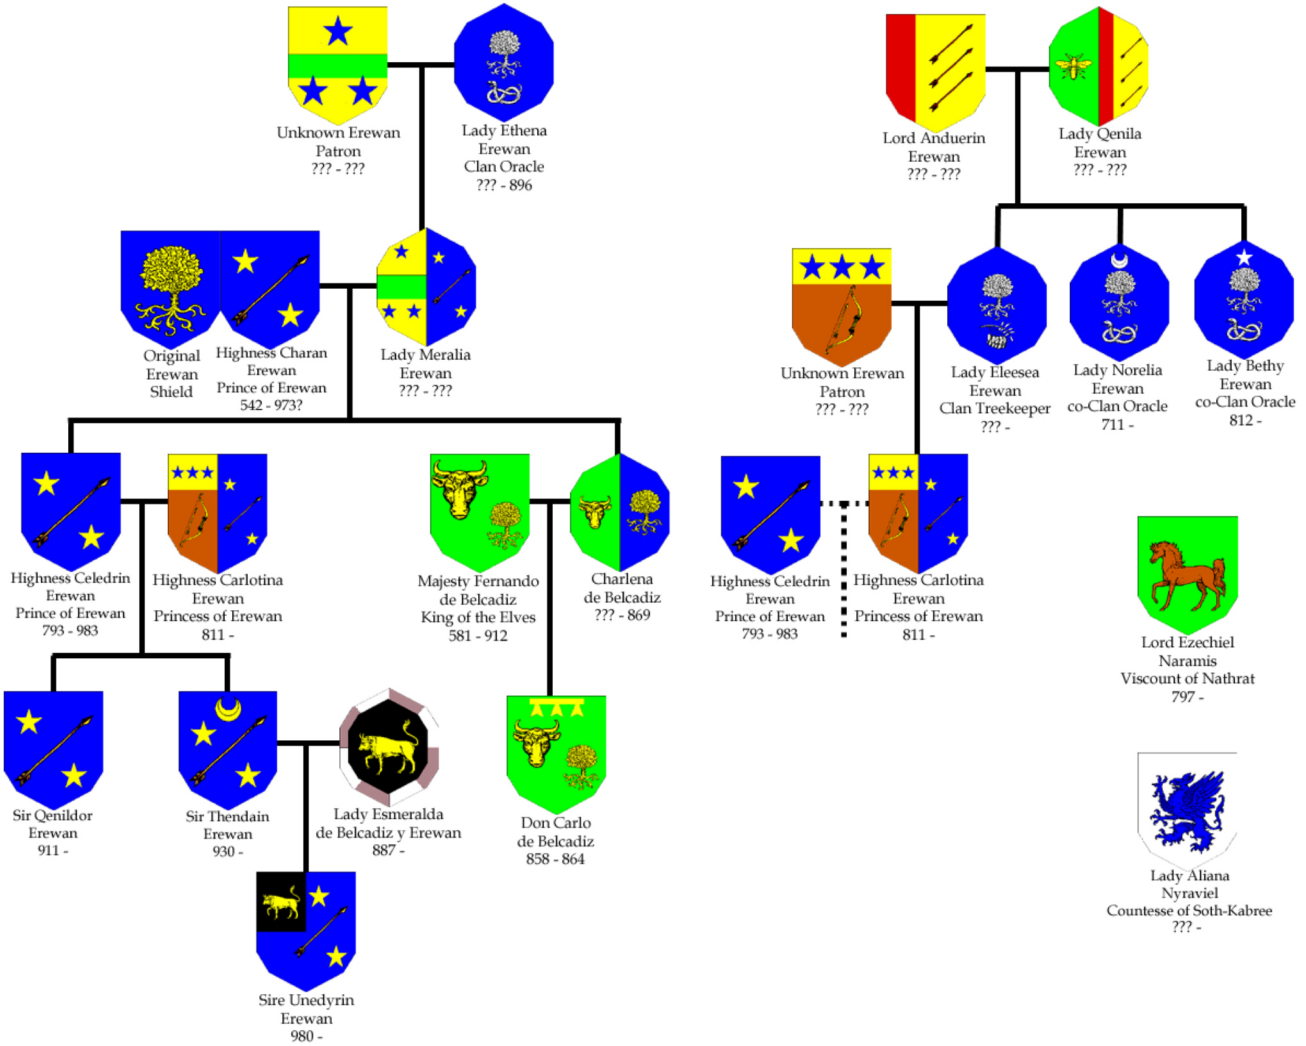 Unknown Erewan
Patron
??? - ???
Lady Ethena
Erewan
Clan Oracle
??? - 896
Lord Anduerin
Erewan
??? - ???
Lady Qenila
Erewan
??? - ???
Original
Erewan
Shield
Highness Charan
Erewan
Prince of Erewan
542 - 973?
Lady Meralia
Erewan
??? - ???
Unknown Erewan
Patron
??? - ???
Lady Eleesea
Erewan
Clan Treekeeper
??? -
Lady Norelia
Erewan
co-Clan Oracle
711 -
Lady Bethy
Erewan
co-Clan Oracle
812 -
Highness Celedrin
Erewan
Prince of Erewan
793 - 983
Highness Carlotina
Erewan
Princess of Erewan
811 -
Majesty Fernando
de Belcadiz
King of the Elves
581 - 912
Charlena
de Belcadiz
??? - 869
Highness Celedrin
Erewan
Prince of Erewan
793 - 983
Highness Carlotina
Erewan
Princess of Erewan
811 -
Lord Ezechiel
Naramis
Viscount of Nathrat
797 -
Sir Qenildor
Erewan
911 -
Sir Thendain
Erewan
930 -
Lady Esmeralda
de Belcadiz y Erewan
887 -
Don Carlo
de Belcadiz
858 - 864
Lady Aliana
Nyraviel
Countesse of Soth-Kabree
??? -
Sire Unedyrin
Erewan
980 -